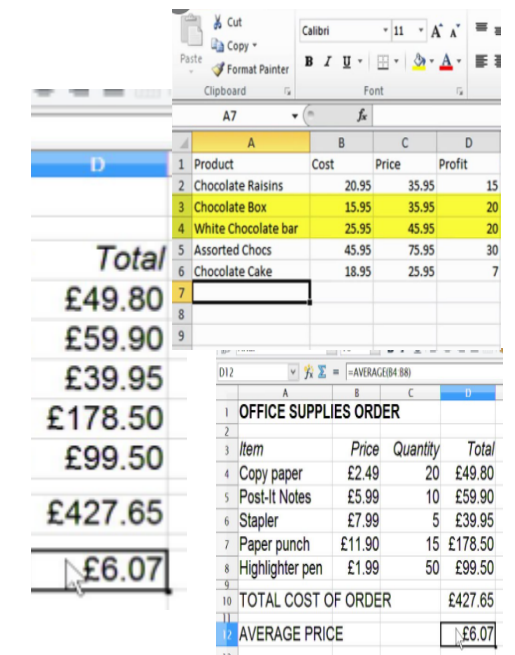 Cut
Copy
Paste
Format Painter
Clipboard
Calibri
11
A A
B I U
A
Font
A7
fx
A B C D
1 Product Cost Price Profit
2 Chocolate Raisins 20.95 35.95 15
3 Chocolate Box 15.95 35.95 20
4 White Chocolate bar 25.95 45.95 20
5 Assorted Chocs 45.95 75.95 30
6 Chocolate Cake 18.95 25.95 7
7
8
9
D
Total
£49.80
£59.90
£39.95
£178.50
£99.50
£427.65
£6.07
D12 fx Σ = =AVERAGE(B4:B8)
A B C D
1 OFFICE SUPPLIES ORDER
2
3 Item Price Quantity Total
4 Copy paper £2.49 20 £49.80
5 Post-It Notes £5.99 10 £59.90
6 Stapler £7.99 5 £39.95
7 Paper punch £11.90 15 £178.50
8 Highlighter pen £1.99 50 £99.50
9
10 TOTAL COST OF ORDER £427.65
11
12 AVERAGE PRICE £6.07